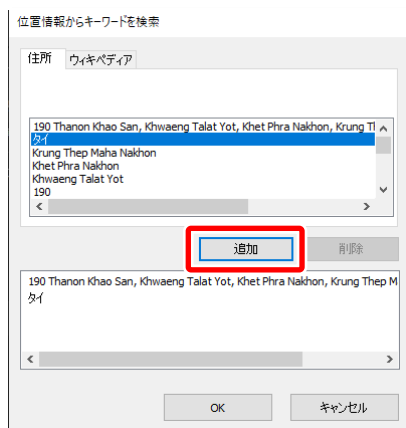 位置情報からキーワードを検索
住所 ウィキペディア
190 Thanon Khao San, Khwaeng Talat Yot, Khet Phra Nakhon, Krung Tl
タイ
Krung Thep Maha Nakhon
Khet Phra Nakhon
Khwaeng Talat Yot
190
追加 削除
190 Thanon Khao San, Khwaeng Talat Yot, Khet Phra Nakhon, Krung Thep M
タイ
OK キャンセル